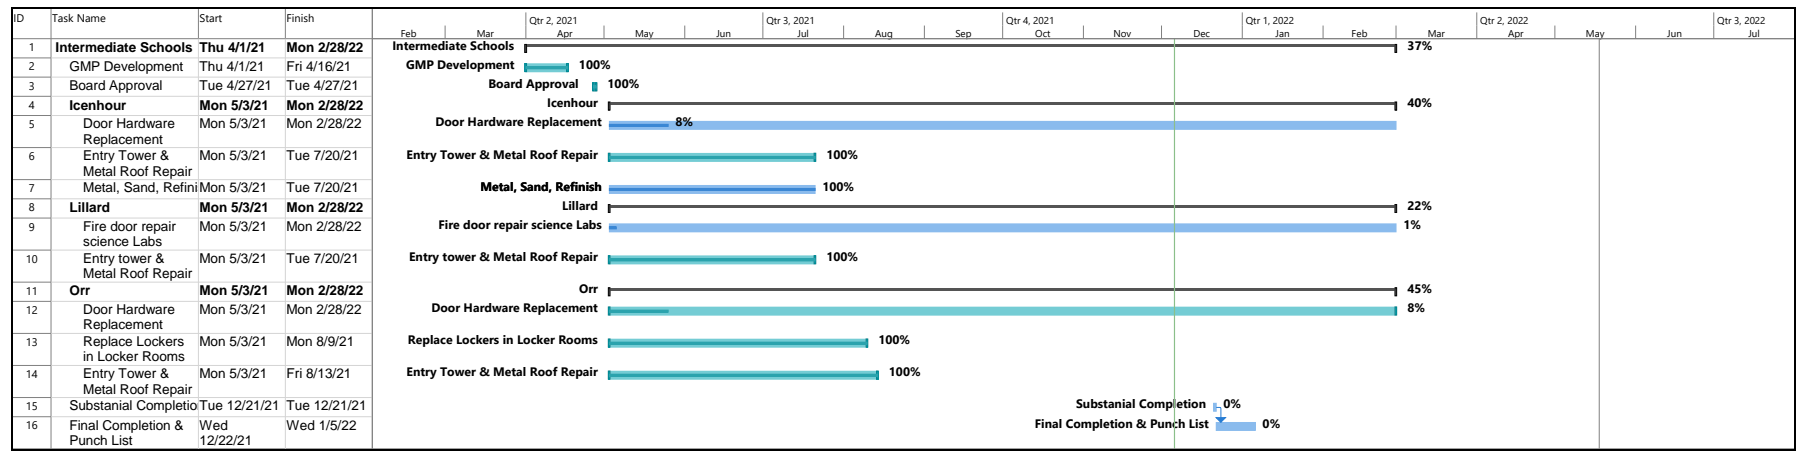 ID Task Name Start Finish Qtr 2, 2021 Qtr 3, 2021 Qtr 4, 2021 Qtr 1, 2022 Qtr 2, 2022 Qtr 3, 2022
Feb Mar Apr May Jun Jul Aug Sep Oct Nov Dec Jan Feb Mar Apr May Jun Jul
1 Intermediate Schools Thu 4/1/21 Mon 2/28/22 Intermediate Schools 37%
2 GMP Development Thu 4/1/21 Fri 4/16/21 GMP Development 100%
3 Board Approval Tue 4/27/21 Tue 4/27/21 Board Approval 100%
4 Icenhour Mon 5/3/21 Mon 2/28/22 Icenhour 40%
5 Door Hardware Mon 5/3/21 Mon 2/28/22 Door Hardware Replacement 8%
Replacement
6 Entry Tower & Mon 5/3/21 Tue 7/20/21 Entry Tower & Metal Roof Repair 100%
Metal Roof Repair
7 Metal, Sand, Refini Mon 5/3/21 Tue 7/20/21 Metal, Sand, Refinish 100%
8 Lillard Mon 5/3/21 Mon 2/28/22 Lillard 22%
9 Fire door repair Mon 5/3/21 Mon 2/28/22 Fire door repair science Labs 1%
science Labs
10 Entry tower & Mon 5/3/21 Tue 7/20/21 Entry tower & Metal Roof Repair 100%
Metal Roof Repair
11 Orr Mon 5/3/21 Mon 2/28/22 Orr 45%
12 Door Hardware Mon 5/3/21 Mon 2/28/22 Door Hardware Replacement 8%
Replacement
13 Replace Lockers Mon 5/3/21 Mon 8/9/21 Replace Lockers in Locker Rooms 100%
in Locker Rooms
14 Entry Tower & Mon 5/3/21 Fri 8/13/21 Entry Tower & Metal Roof Repair 100%
Metal Roof Repair
15 Substanial Completio Tue 12/21/21 Tue 12/21/21 Substanial Completion 0%
16 Final Completion & Wed Wed 1/5/22 Final Completion & Punch List 0%
Punch List 12/22/21